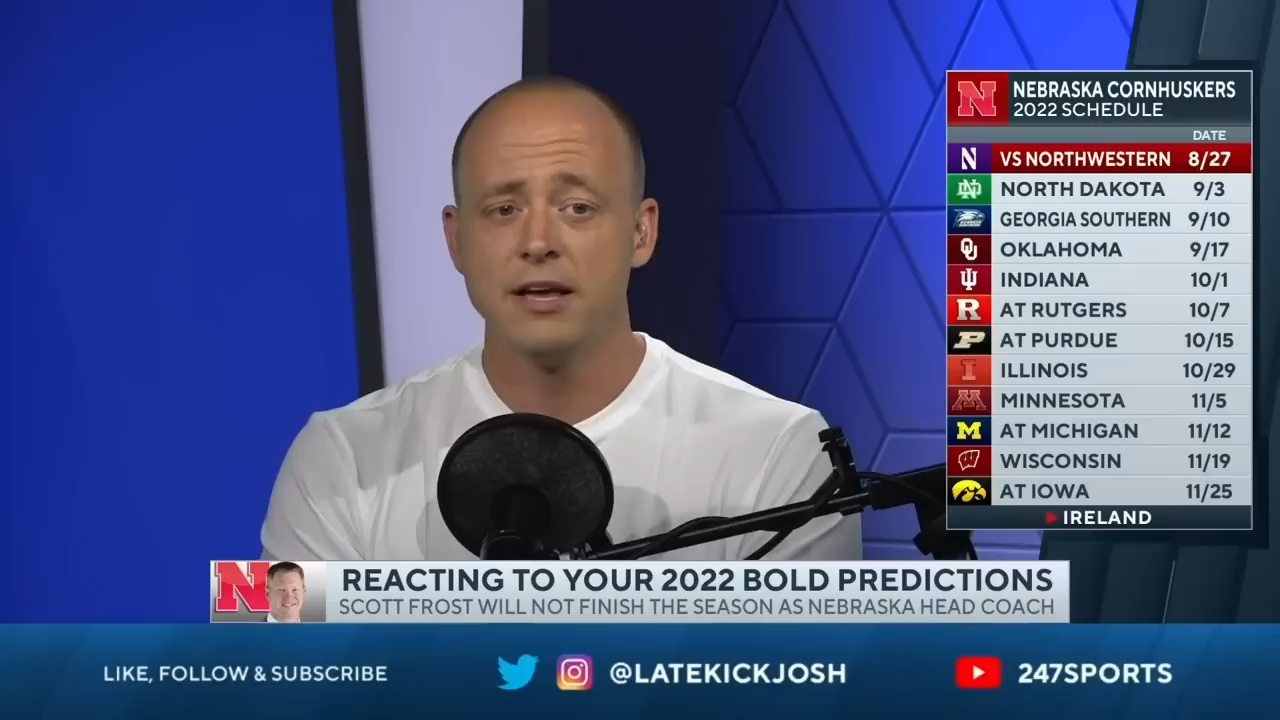 N NEBRASKA CORNHUSKERS
2022 SCHEDULE
DATE
N VS NORTHWESTERN 8/27
ND NORTH DAKOTA 9/3
GEORGIA SOUTHERN 9/10
OU OKLAHOMA 9/17
IU INDIANA 10/1
R AT RUTGERS 10/7
P AT PURDUE 10/15
I ILLINOIS 10/29
M MINNESOTA 11/5
M AT MICHIGAN 11/12
W WISCONSIN 11/19
AT IOWA 11/25
IRELAND
N REACTING TO YOUR 2022 BOLD PREDICTIONS
SCOTT FROST WILL NOT FINISH THE SEASON AS NEBRASKA HEAD COACH
LIKE, FOLLOW & SUBSCRIBE @LATEKICKJOSH 247SPORTS